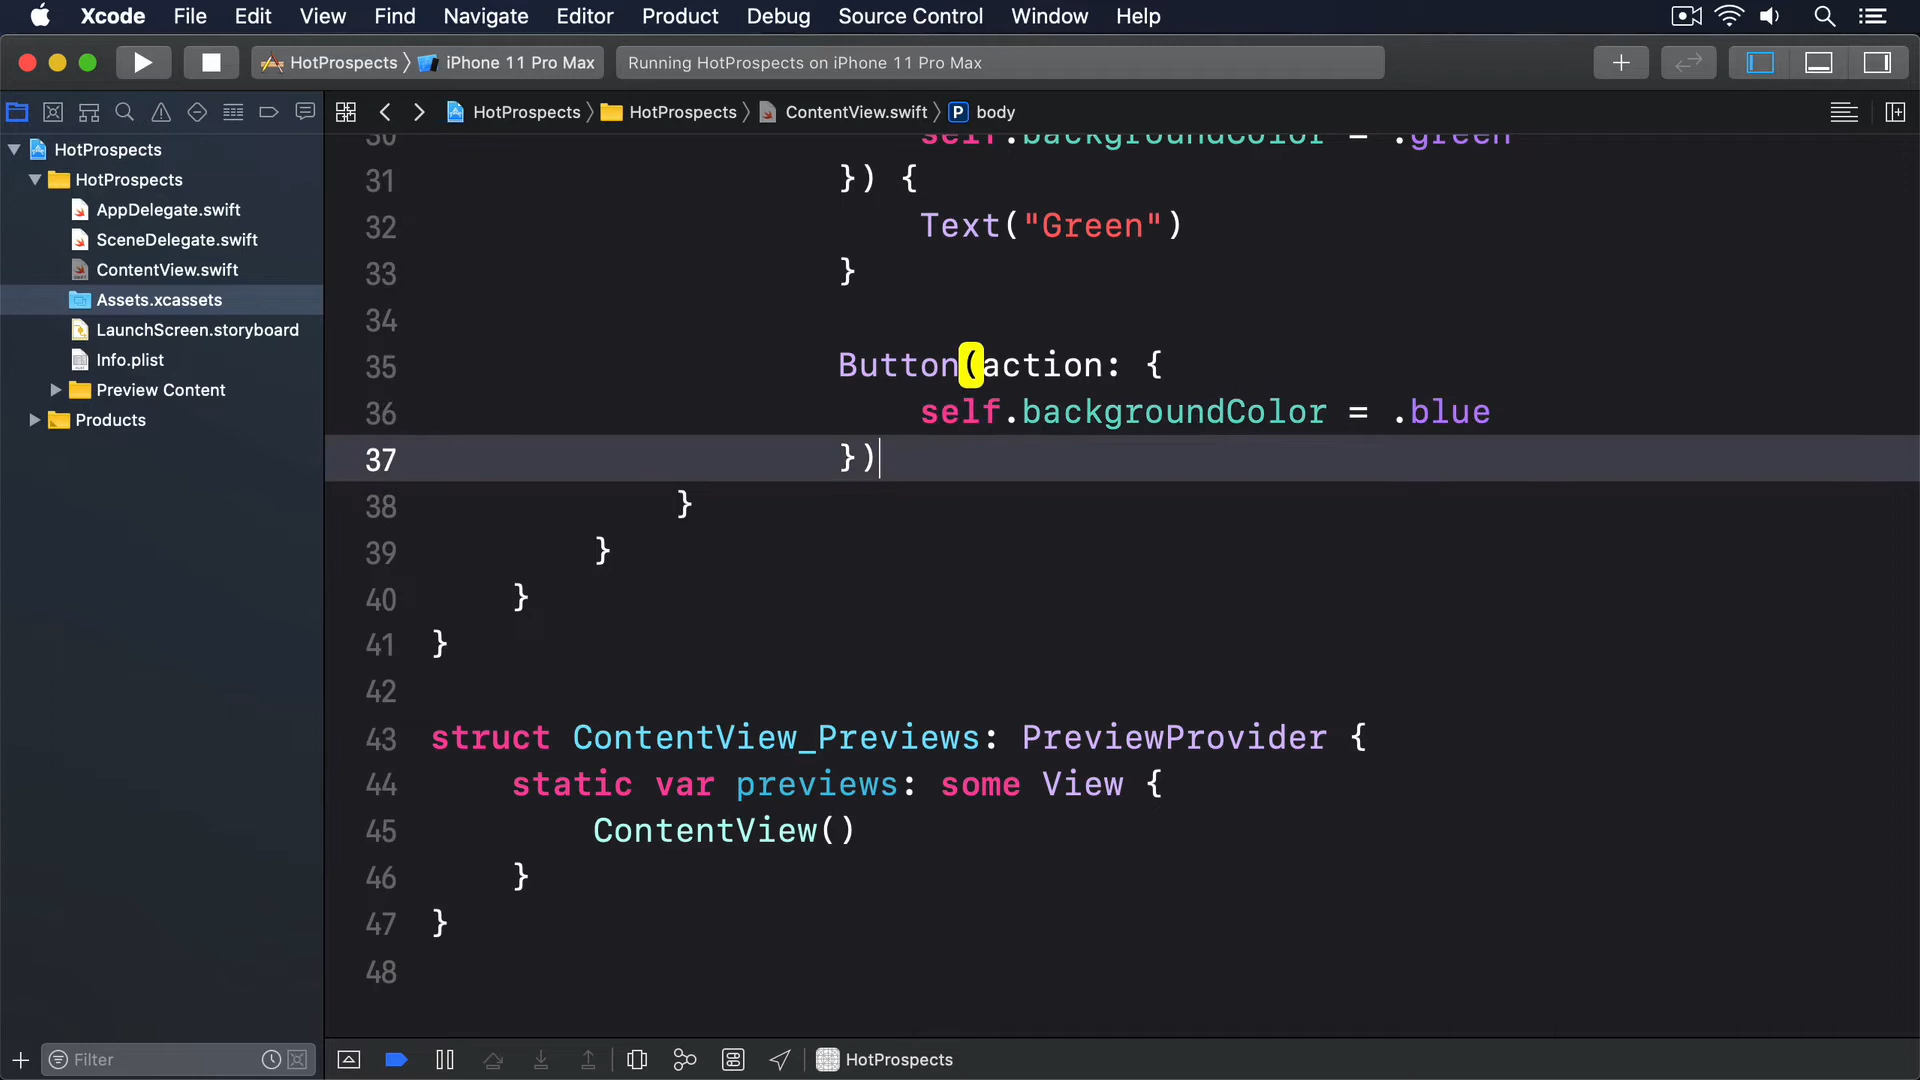 Xcode File Edit View Find Navigate Editor Product Debug Source Control Window Help
HotProspects iPhone 11 Pro Max Running HotProspects on iPhone 11 Pro Max
HotProspects HotProspects ContentView.swift P body
HotProspects
HotProspects
AppDelegate.swift
SceneDelegate.swift
ContentView.swift
Assets.xcassets
LaunchScreen.storyboard
Info.plist
Preview Content
Products
30 self.backgroundColor = .green
31 }) {
32 Text("Green")
33 }
34
35 Button(action: {
36 self.backgroundColor = .blue
37 })
38 }
39 }
40 }
41 }
42
43 struct ContentView_Previews: PreviewProvider {
44 static var previews: some View {
45 ContentView()
46 }
47 }
48
Filter
HotProspects